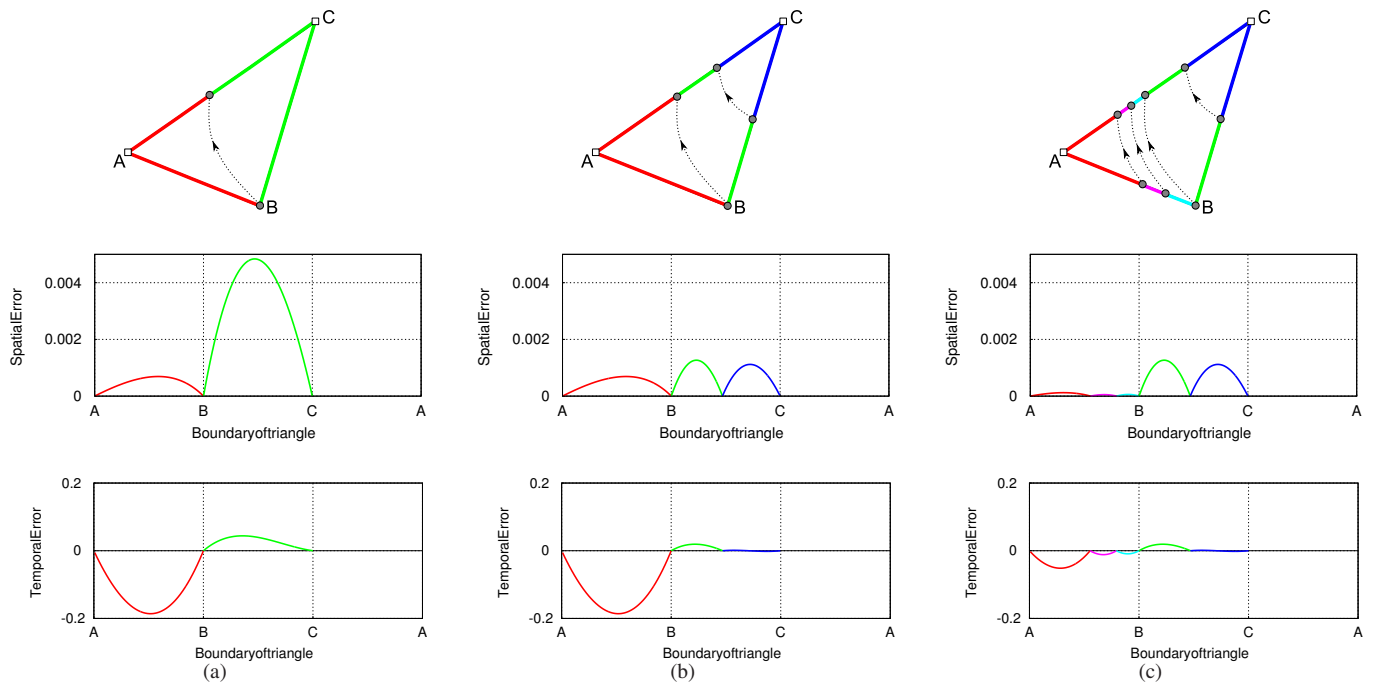 C
A
B
C
A
B
C
A
B
SpatialError
0.004
0.002
0
A B C A
Boundaryoftriangle
SpatialError
0.004
0.002
0
A B C A
Boundaryoftriangle
SpatialError
0.004
0.002
0
A B C A
Boundaryoftriangle
TemporalError
0.2
0
-0.2
A B C A
Boundaryoftriangle
(a)
TemporalError
0.2
0
-0.2
A B C A
Boundaryoftriangle
(b)
TemporalError
0.2
0
-0.2
A B C A
Boundaryoftriangle
(c)